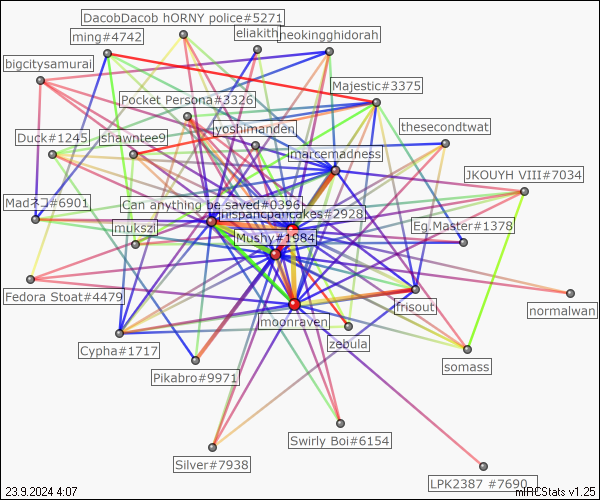 DacobDacob hORNY police#5271
ming#4742
eliakith
neokingghidorah
bigcitysamurai
Majestic#3375
Pocket Persona#3326
yoshimanden
thesecondtwat
Duck#1245
shawntee9
marcemadness
JKOUYH VIII#7034
Madネコ#6901
Can anything be saved#0396
mspancpancakes#2928
Eg.Master#1378
mukszi
Mushy#1984
Fedora Stoat#4479
frisout
normalwan
moonraven
zebula
Cypha#1717
somass
Pikabro#9971
Swirly Boi#6154
Silver#7938
LPK2387 #7690
23.9.2024 4:07
mIRCStats v1.25